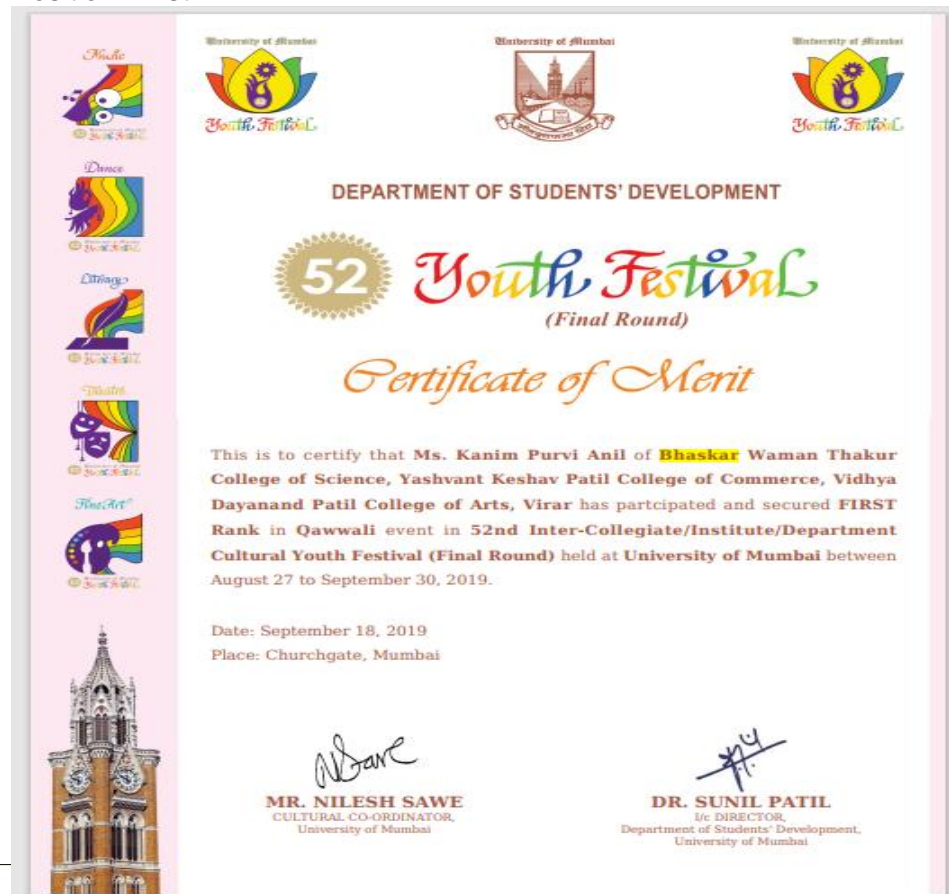 Music
University of Mumbai
Youth Festival
University of Mumbai
University of Mumbai
Youth Festival
Dance
Literary
Theatre
Fine Art
DEPARTMENT OF STUDENTS' DEVELOPMENT
52 Youth Festival
(Final Round)
Certificate of Merit
This is to certify that Ms. Kanim Purvi Anil of Bhaskar Waman Thakur
College of Science, Yashvant Keshav Patil College of Commerce, Vidhya
Dayanand Patil College of Arts, Virar has partcipated and secured FIRST
Rank in Qawwali event in 52nd Inter-Collegiate/Institute/Department
Cultural Youth Festival (Final Round) held at University of Mumbai between
August 27 to September 30, 2019.
Date: September 18, 2019
Place: Churchgate, Mumbai
MR. NILESH SAWE
CULTURAL CO-ORDINATOR,
University of Mumbai
DR. SUNIL PATIL
I/c DIRECTOR,
Department of Students' Development,
University of Mumbai